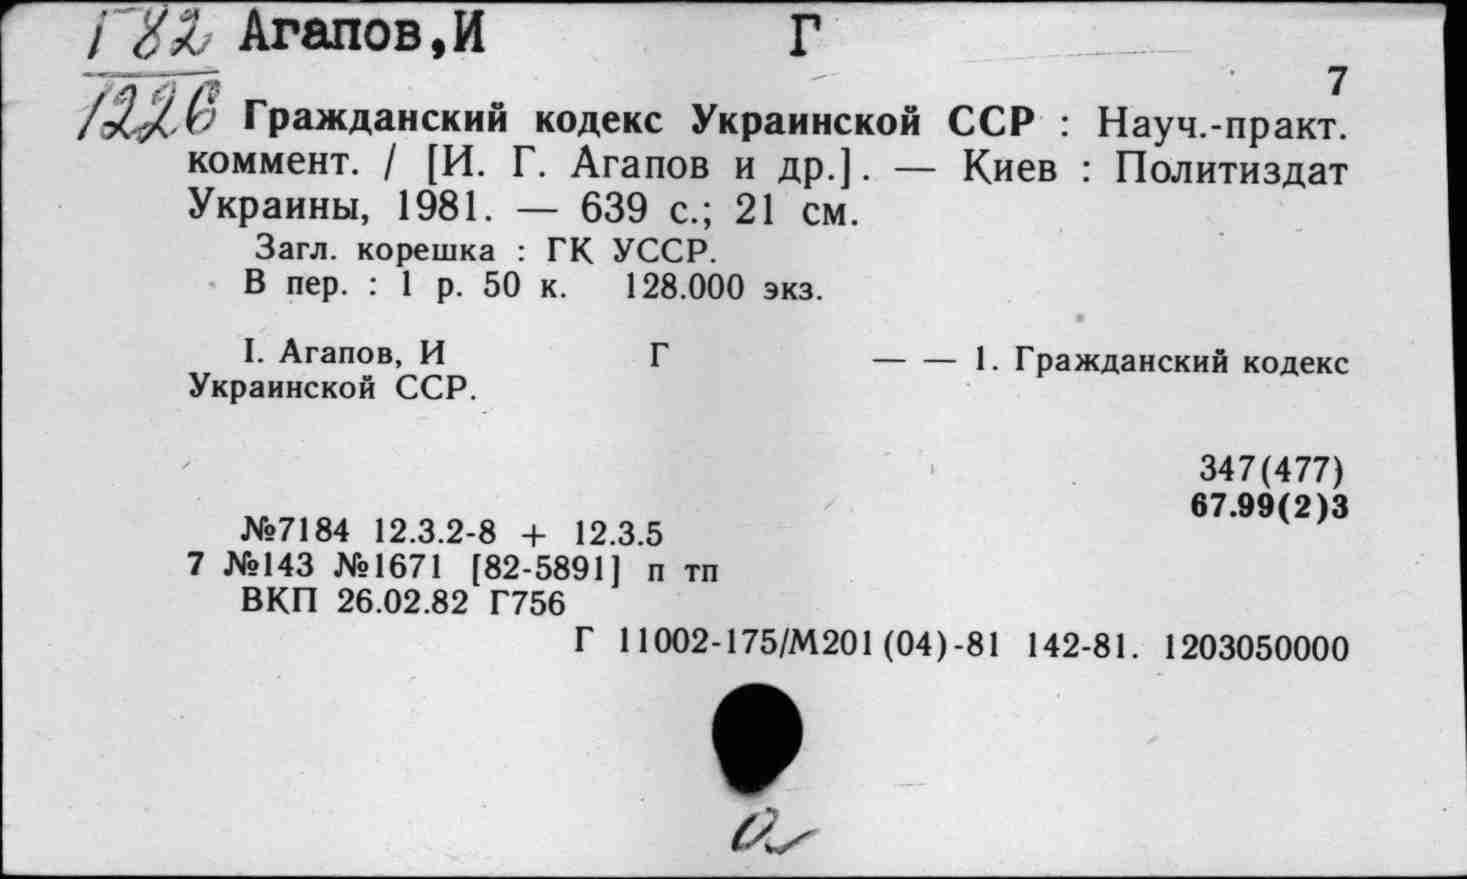 Г82 Агапов,И Г
7
1226 Гражданский кодекс Украинской ССР : Науч.-практ.
коммент. / [И. Г. Агапов и др.]. — Киев : Политиздат
Украины, 1981. — 639 с.; 21 см.
Загл. корешка : ГК УССР.
В пер. : 1 р. 50 к. 128.000 экз.
I. Агапов, И Г — — 1. Гражданский кодекс
Украинской ССР.
347(477)
67.99(2)3
№7184 12.3.2-8 + 12.3.5
7 №143 №1671 [82-5891] п тп
ВКП 26.02.82 Г756
Г 11002-175/М201(04)-81 142-81. 1203050000